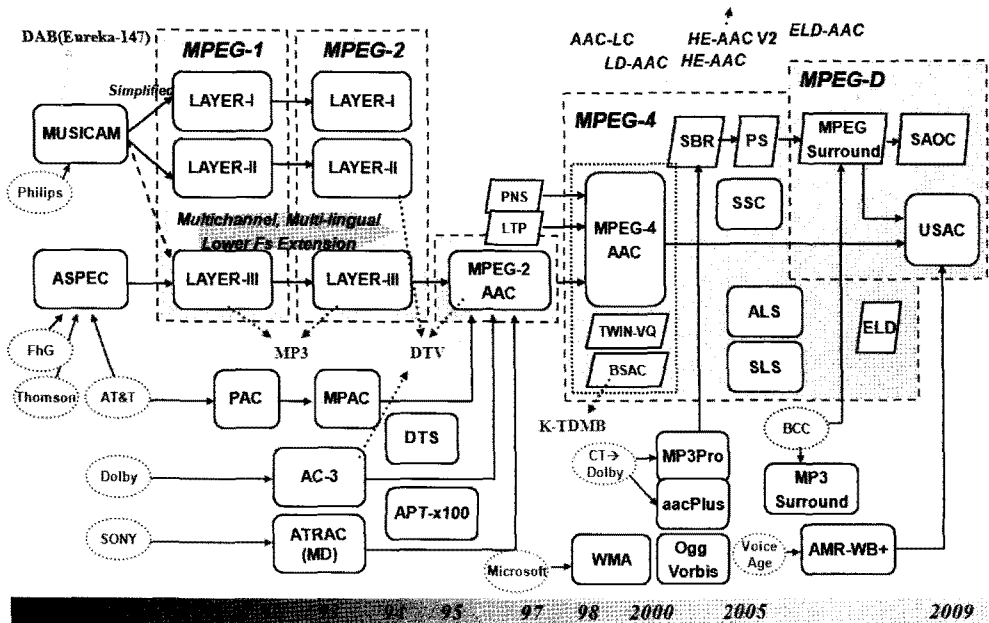 DAB(Eureka-147)
MPEG-1
MPEG-2
AAC-LC
HE-AAC V2
ELD-AAC
LD-AAC
HE-AAC
MPEG-D
Simplified
LAYER-I
LAYER-I
MUSICAM
LAYER-II
LAYER-II
Philips
MPEG-4
SBR
PS
MPEG
Surround
SAOC
PNS
LTP
MPEG-4
AAC
SSC
USAC
Multichannel, Multi-lingual
Lower Fs Extension
ASPEC
LAYER-III
LAYER-III
MPEG-2
AAC
FhG
Thomson
AT&T
MP3
DTV
TWIN-VQ
BSAC
ALS
SLS
ELD
PAC
MPAC
DTS
K-TDMB
BCC
Dolby
AC-3
CT→
Dolby
MP3Pro
aacPlus
MP3
Surround
APT-x100
SONY
ATRAC
(MD)
Microsoft
WMA
Ogg
Vorbis
Voice
Age
AMR-WB+
94
95
97
98
2000
2005
2009